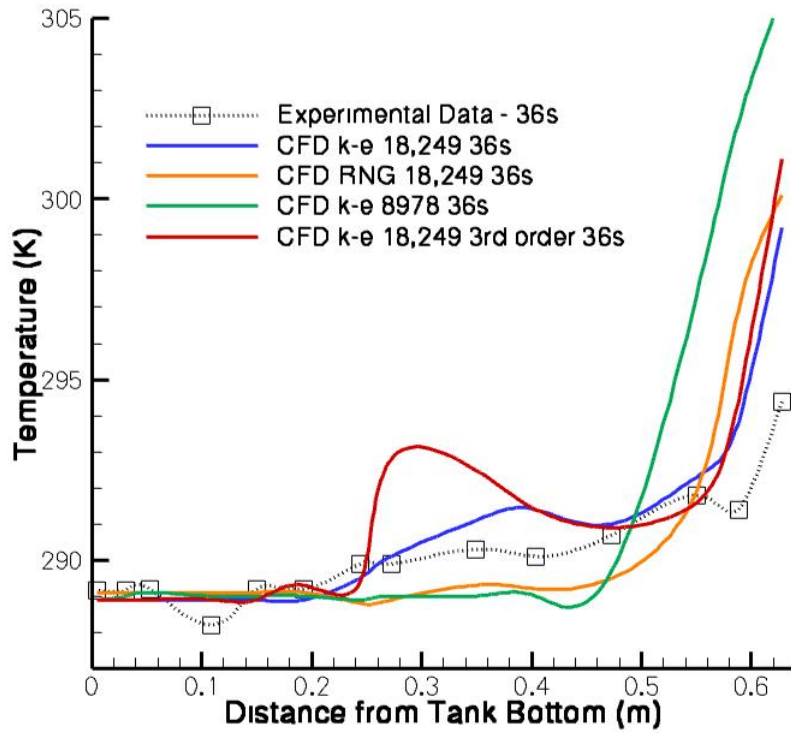 305
300
295
290
Temperature (K)
Experimental Data - 36s
CFD k-e 18,249 36s
CFD RNG 18,249 36s
CFD k-e 8978 36s
CFD k-e 18,249 3rd order 36s
0 0.1 0.2 0.3 0.4 0.5 0.6
Distance from Tank Bottom (m)